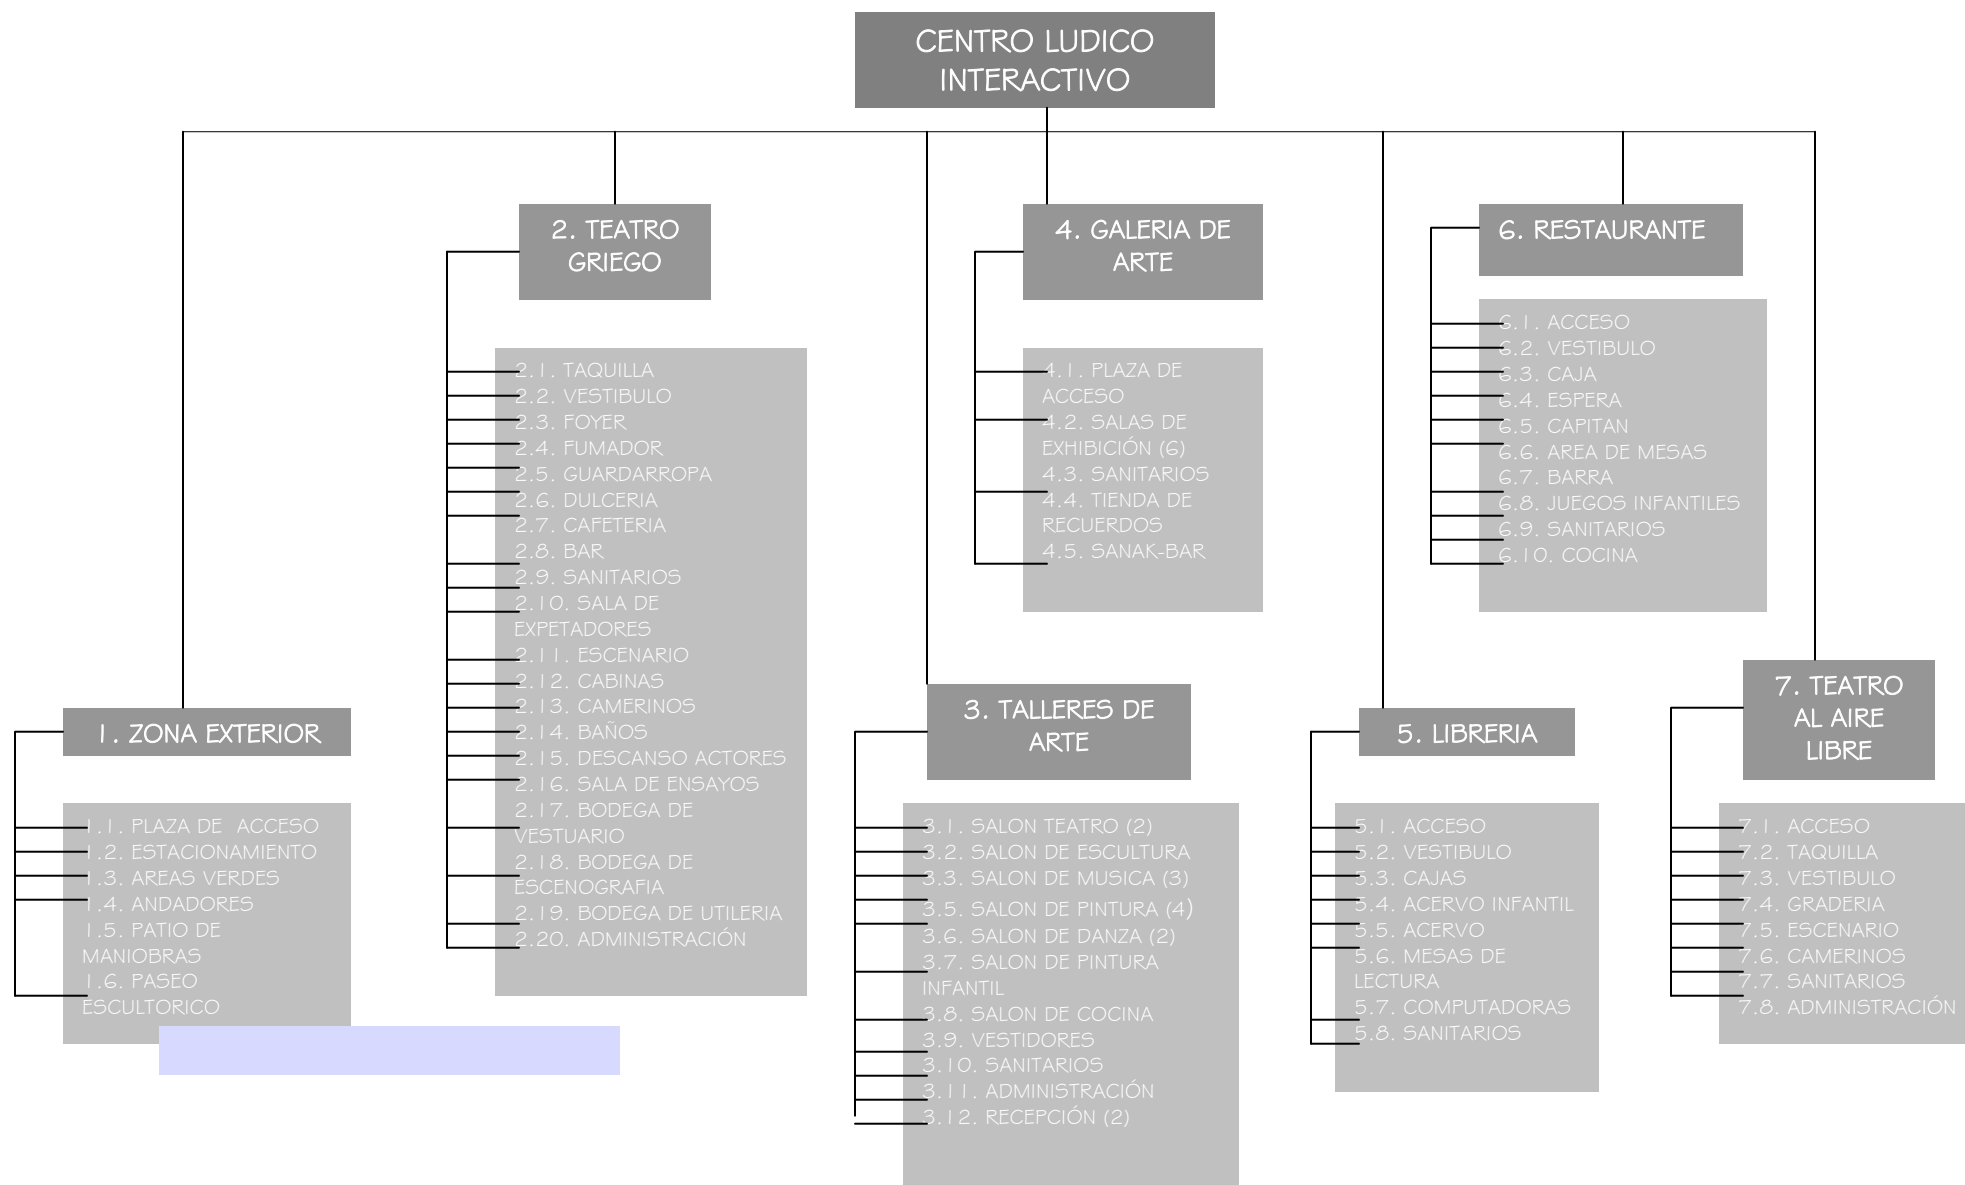 CENTRO LUDICO
INTERACTIVO
1. ZONA EXTERIOR
1.1. PLAZA DE  ACCESO
1.2. ESTACIONAMIENTO
1.3. AREAS VERDES
1.4. ANDADORES
1.5. PATIO DE
MANIOBRAS
1.6. PASEO
ESCULTORICO
2. TEATRO
GRIEGO
2.1. TAQUILLA
2.2. VESTIBULO
2.3. FOYER
2.4. FUMADOR
2.5. GUARDARROPA
2.6. DULCERIA
2.7. CAFETERIA
2.8. BAR
2.9. SANITARIOS
2.10. SALA DE
EXPETADORES
2.11. ESCENARIO
2.12. CABINAS
2.13. CAMERINOS
2.14. BAÑOS
2.15. DESCANSO ACTORES
2.16. SALA DE ENSAYOS
2.17. BODEGA DE
VESTUARIO
2.18. BODEGA DE
ESCENOGRAFIA
2.19. BODEGA DE UTILERIA
2.20. ADMINISTRACIÓN
3. TALLERES DE
ARTE
3.1. SALON TEATRO (2)
3.2. SALON DE ESCULTURA
3.3. SALON DE MUSICA (3)
3.5. SALON DE PINTURA (4)
3.6. SALON DE DANZA (2)
3.7. SALON DE PINTURA
INFANTIL
3.8. SALON DE COCINA
3.9. VESTIDORES
3.10. SANITARIOS
3.11. ADMINISTRACIÓN
3.12. RECEPCIÓN (2)
4. GALERIA DE
ARTE
4.1. PLAZA DE
ACCESO
4.2. SALAS DE
EXHIBICIÓN (6)
4.3. SANITARIOS
4.4. TIENDA DE
RECUERDOS
4.5. SANAK-BAR
5. LIBRERIA
5.1. ACCESO
5.2. VESTIBULO
5.3. CAJAS
5.4. ACERVO INFANTIL
5.5. ACERVO
5.6. MESAS DE
LECTURA
5.7. COMPUTADORAS
5.8. SANITARIOS
6. RESTAURANTE
6.1. ACCESO
6.2. VESTIBULO
6.3. CAJA
6.4. ESPERA
6.5. CAPITAN
6.6. AREA DE MESAS
6.7. BARRA
6.8. JUEGOS INFANTILES
6.9. SANITARIOS
6.10. COCINA
7. TEATRO
AL AIRE
LIBRE
7.1. ACCESO
7.2. TAQUILLA
7.3. VESTIBULO
7.4. GRADERIA
7.5. ESCENARIO
7.6. CAMERINOS
7.7. SANITARIOS
7.8. ADMINISTRACIÓN